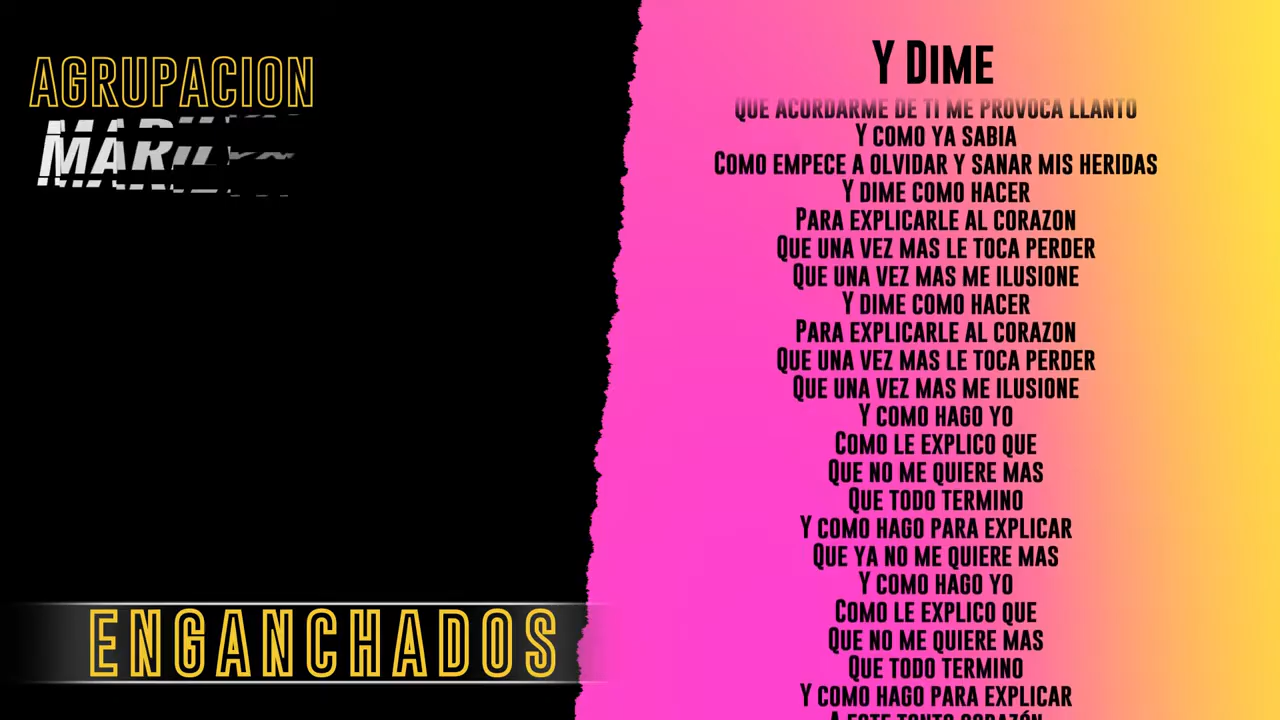 AGRUPACION
MARILYN
ENGANCHADOS
Y DIME
QUE ACORDARME DE TI ME PROVOCA LLANTO
Y COMO YA SABIA
COMO EMPECE A OLVIDAR Y SANAR MIS HERIDAS
Y DIME COMO HACER
PARA EXPLICARLE AL CORAZON
QUE UNA VEZ MAS LE TOCA PERDER
QUE UNA VEZ MAS ME ILUSIONE
Y DIME COMO HACER
PARA EXPLICARLE AL CORAZON
QUE UNA VEZ MAS LE TOCA PERDER
QUE UNA VEZ MAS ME ILUSIONE
Y COMO HAGO YO
COMO LE EXPLICO QUE
QUE NO ME QUIERE MAS
QUE TODO TERMINO
Y COMO HAGO PARA EXPLICAR
QUE YA NO ME QUIERE MAS
Y COMO HAGO YO
COMO LE EXPLICO QUE
QUE NO ME QUIERE MAS
QUE TODO TERMINO
Y COMO HAGO PARA EXPLICAR
A ESTE TONTO CORAZÓN